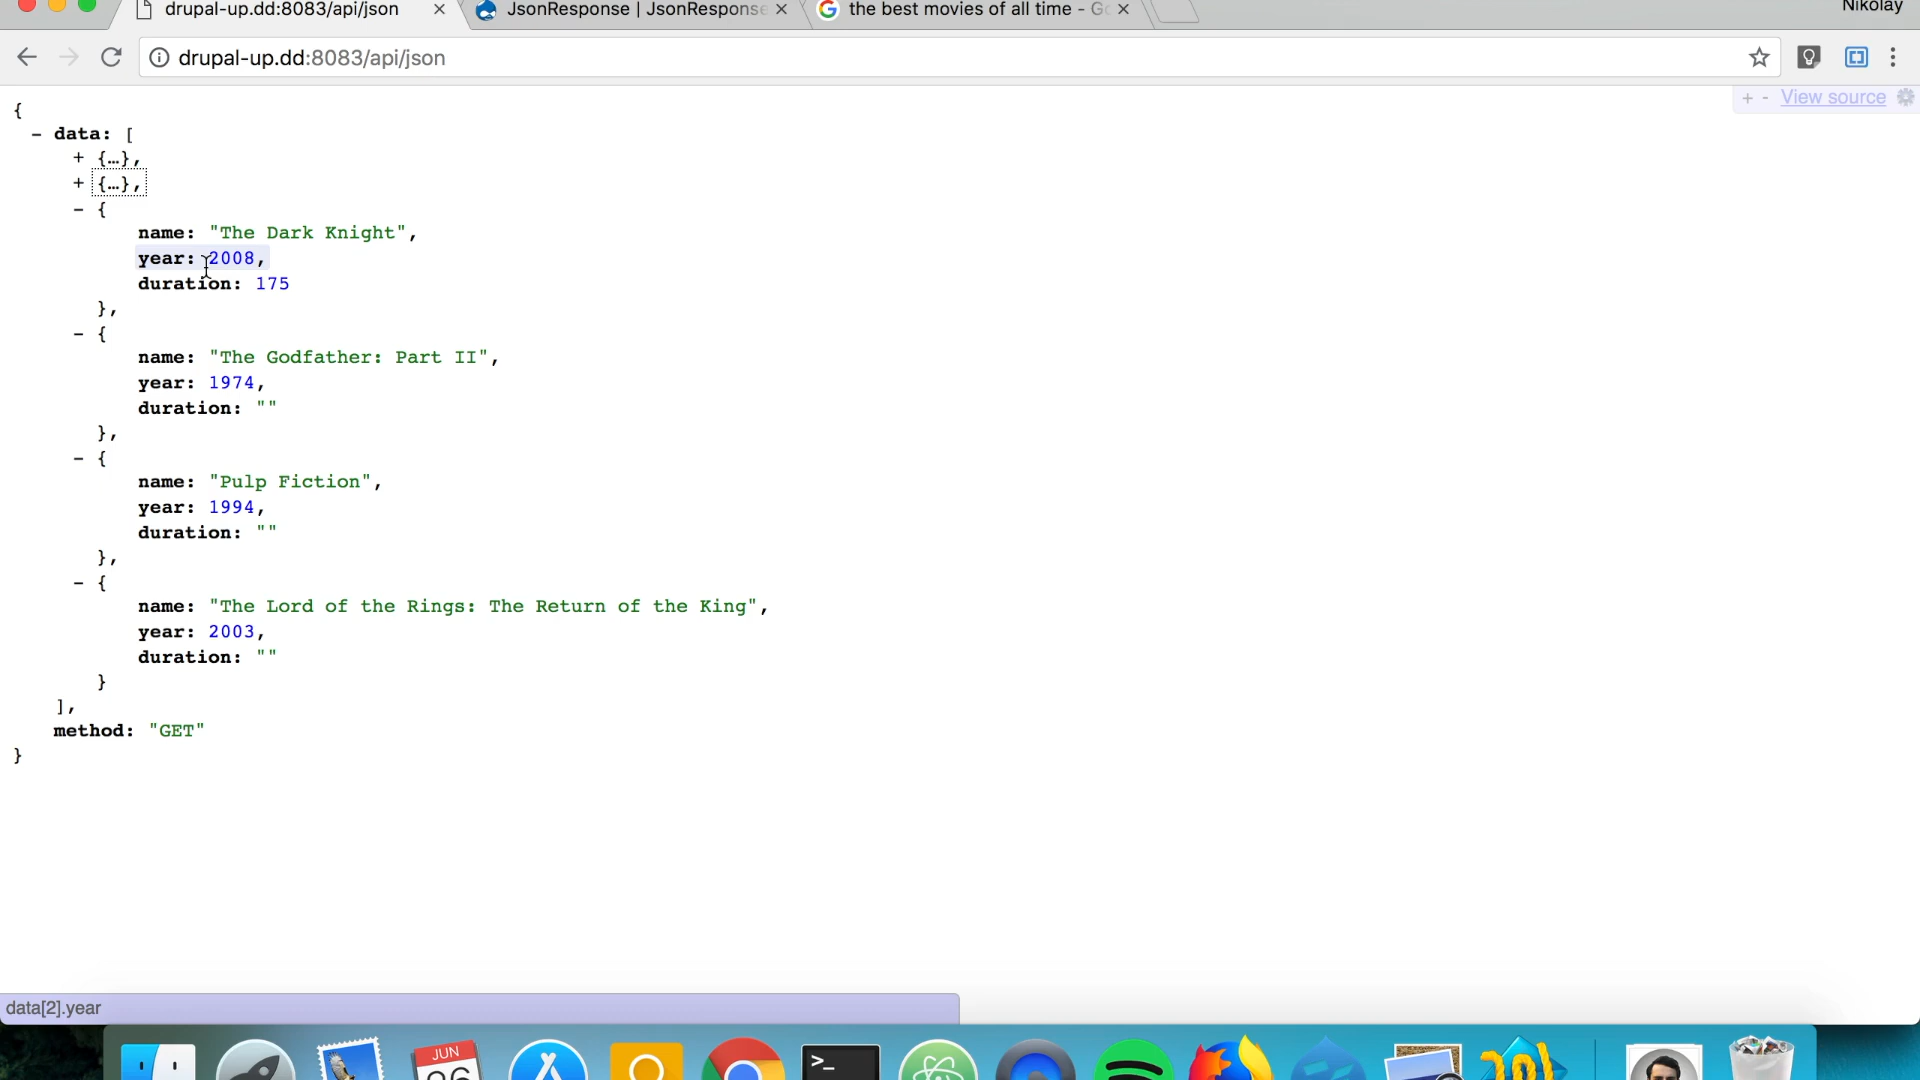 drupal-up.dd:8083/api/json
JsonResponse | JsonResponse
the best movies of all time - Go
Nikolay
drupal-up.dd:8083/api/json
+ - View source
{
- data: [
+ {…},
+ {…},
- {
name: "The Dark Knight",
year: 2008,
duration: 175
},
- {
name: "The Godfather: Part II",
year: 1974,
duration: ""
},
- {
name: "Pulp Fiction",
year: 1994,
duration: ""
},
- {
name: "The Lord of the Rings: The Return of the King",
year: 2003,
duration: ""
}
],
method: "GET"
}
data[2].year
JUN
26
>_